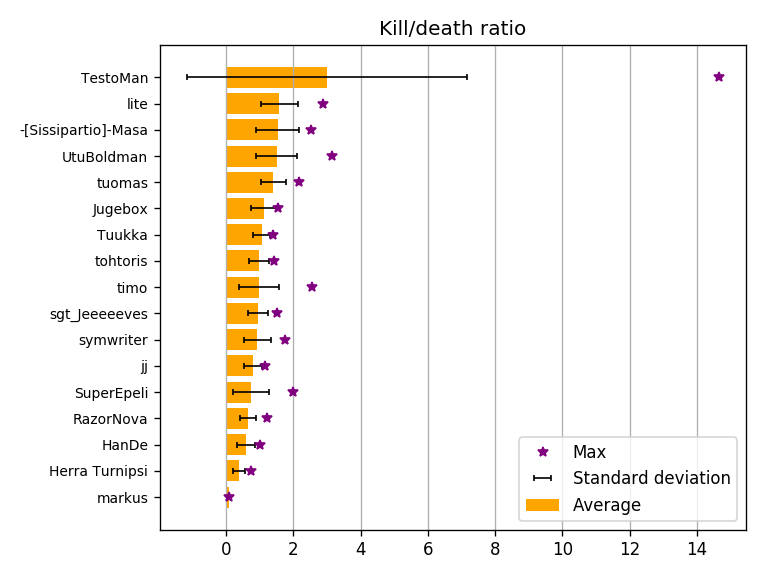 Kill/death ratio
TestoMan
lite
-[Sissipartio]-Masa
UtuBoldman
tuomas
Jugebox
Tuukka
tohtoris
timo
sgt_Jeeeeeves
symwriter
jj
SuperEpeli
RazorNova
HanDe
Herra Turnipsi
markus
Max
Standard deviation
Average
0 2 4 6 8 10 12 14